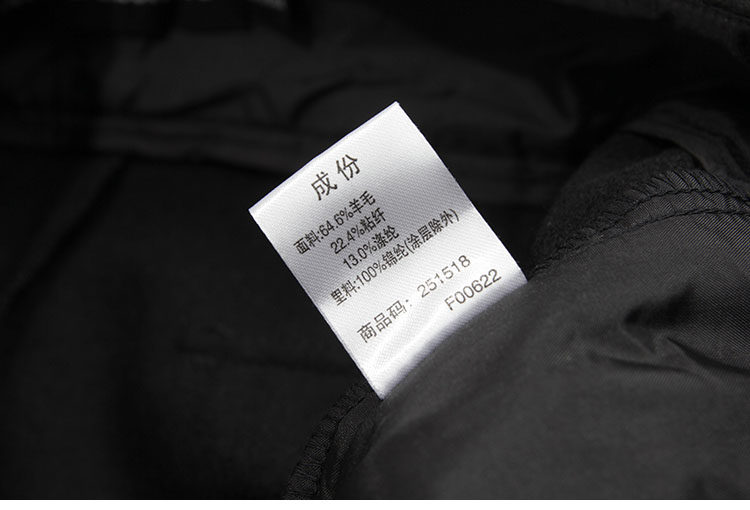 成份
面料:64.6%羊毛
22.4%粘纤
13.0%涤纶
里料:100%锦纶(涂层除外)
商品码: 251518
F00622